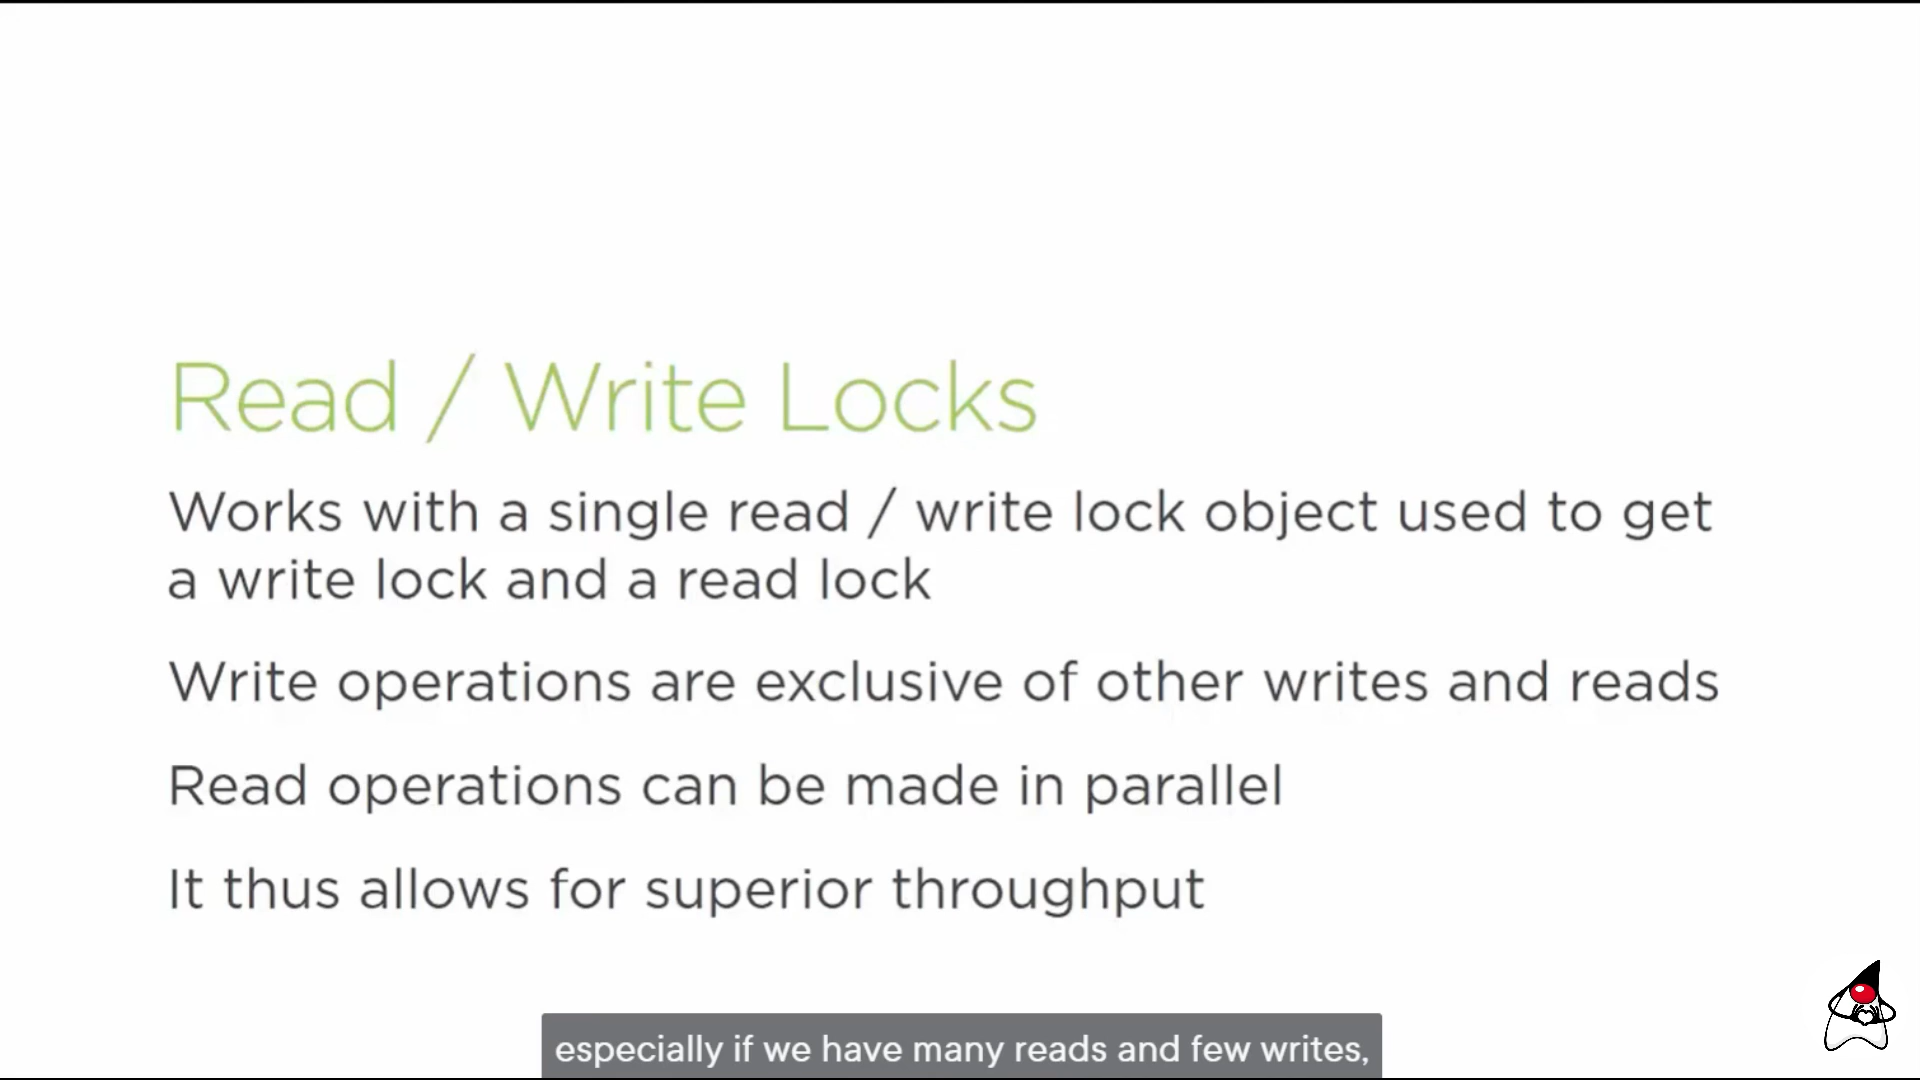 Read / Write Locks
Works with a single read / write lock object used to get
a write lock and a read lock
Write operations are exclusive of other writes and reads
Read operations can be made in parallel
It thus allows for superior throughput
especially if we have many reads and few writes,